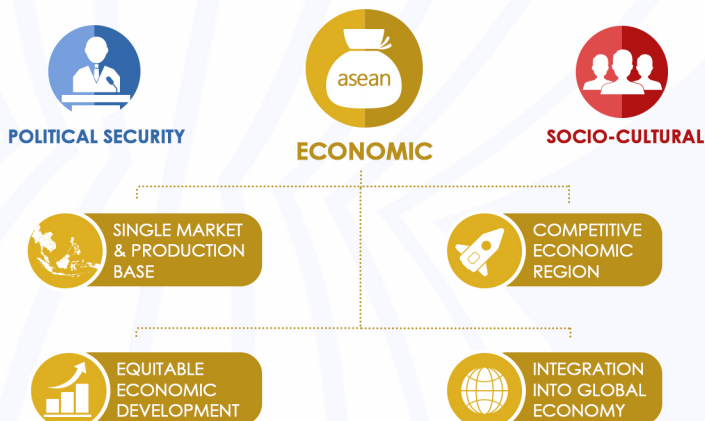 asean
POLITICAL SECURITY
ECONOMIC
SOCIO-CULTURAL
SINGLE MARKET
& PRODUCTION
BASE
COMPETITIVE
ECONOMIC
REGION
EQUITABLE
ECONOMIC
DEVELOPMENT
INTEGRATION
INTO GLOBAL
ECONOMY